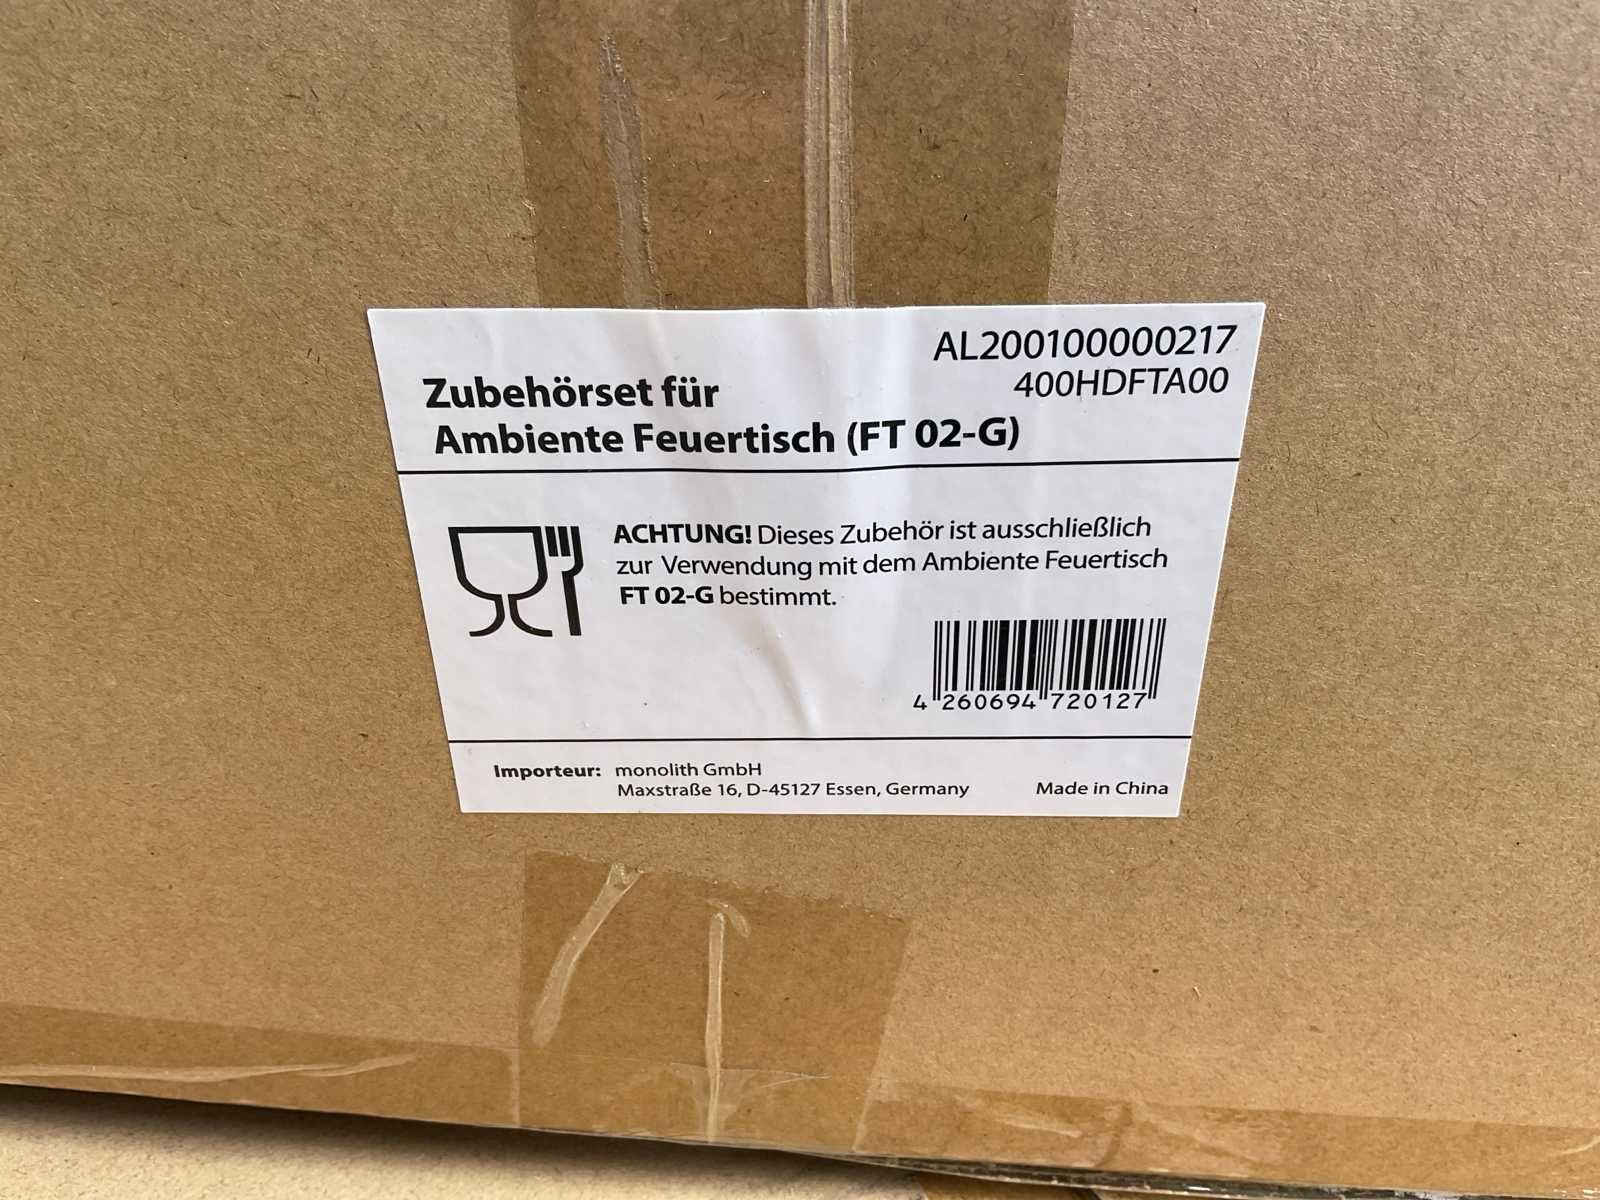 AL200100000217
400HDFTA00
Zubehörset für
Ambiente Feuertisch (FT 02-G)
ACHTUNG! Dieses Zubehör ist ausschließlich
zur Verwendung mit dem Ambiente Feuertisch
FT 02-G bestimmt.
4 260694 720127
Importeur: monolith GmbH
Maxstraße 16, D-45127 Essen, Germany
Made in China